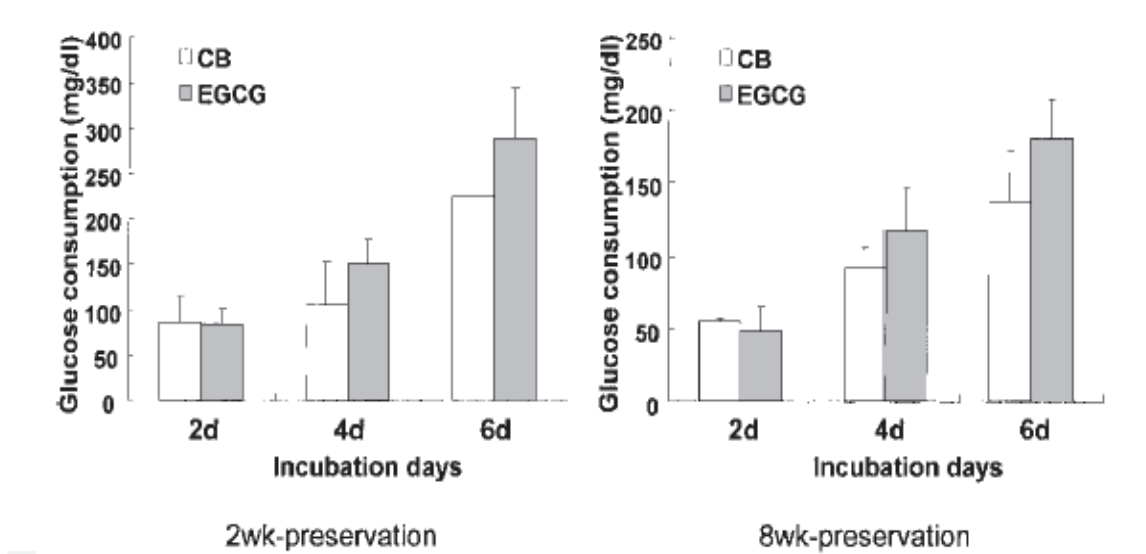 Glucose consumption (mg/dl)
400
350
300
250
200
150
100
50
0
CB
EGCG
2d 4d 6d
Incubation days
2wk-preservation
Glucose consumption (mg/dl)
250
200
150
100
50
0
CB
EGCG
2d 4d 6d
Incubation days
8wk-preservation